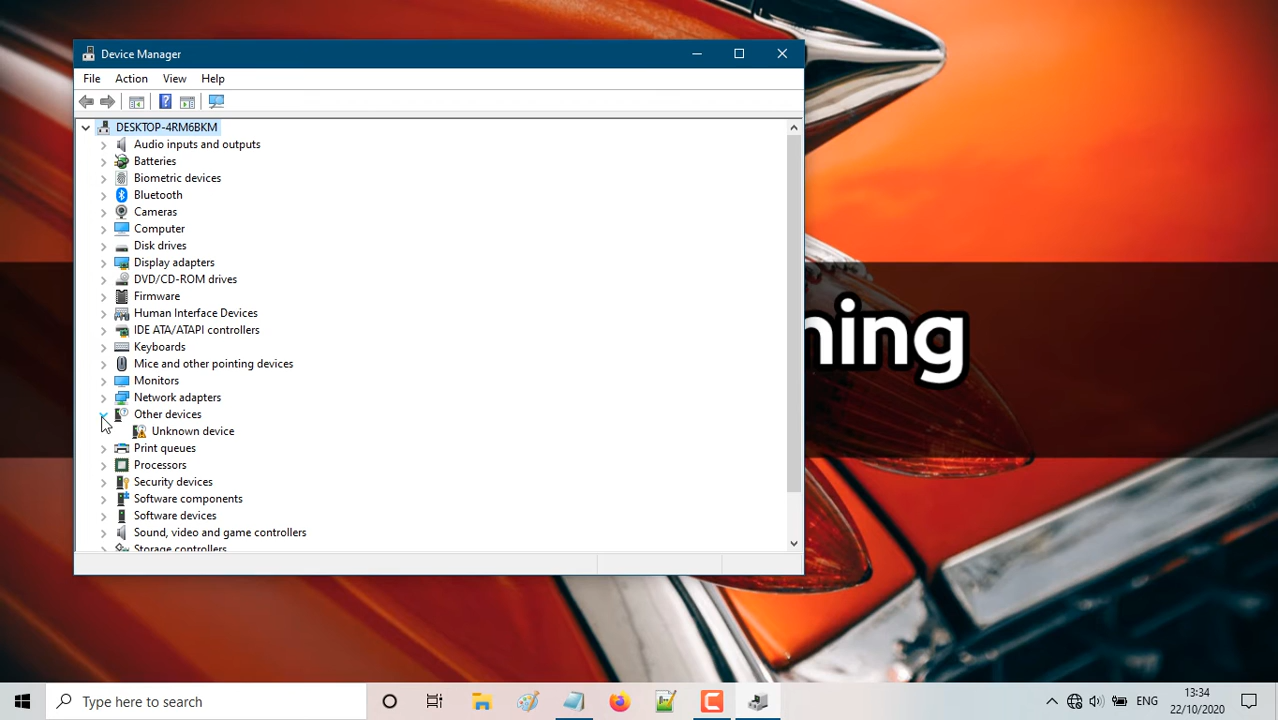 Device Manager
File Action View Help
DESKTOP-4RM6BKM
Audio inputs and outputs
Batteries
Biometric devices
Bluetooth
Cameras
Computer
Disk drives
Display adapters
DVD/CD-ROM drives
Firmware
Human Interface Devices
IDE ATA/ATAPI controllers
Keyboards
Mice and other pointing devices
Monitors
Network adapters
Other devices
Unknown device
Print queues
Processors
Security devices
Software components
Software devices
Sound, video and game controllers
Storage controllers
ning
Type here to search
ENG
13:34
22/10/2020